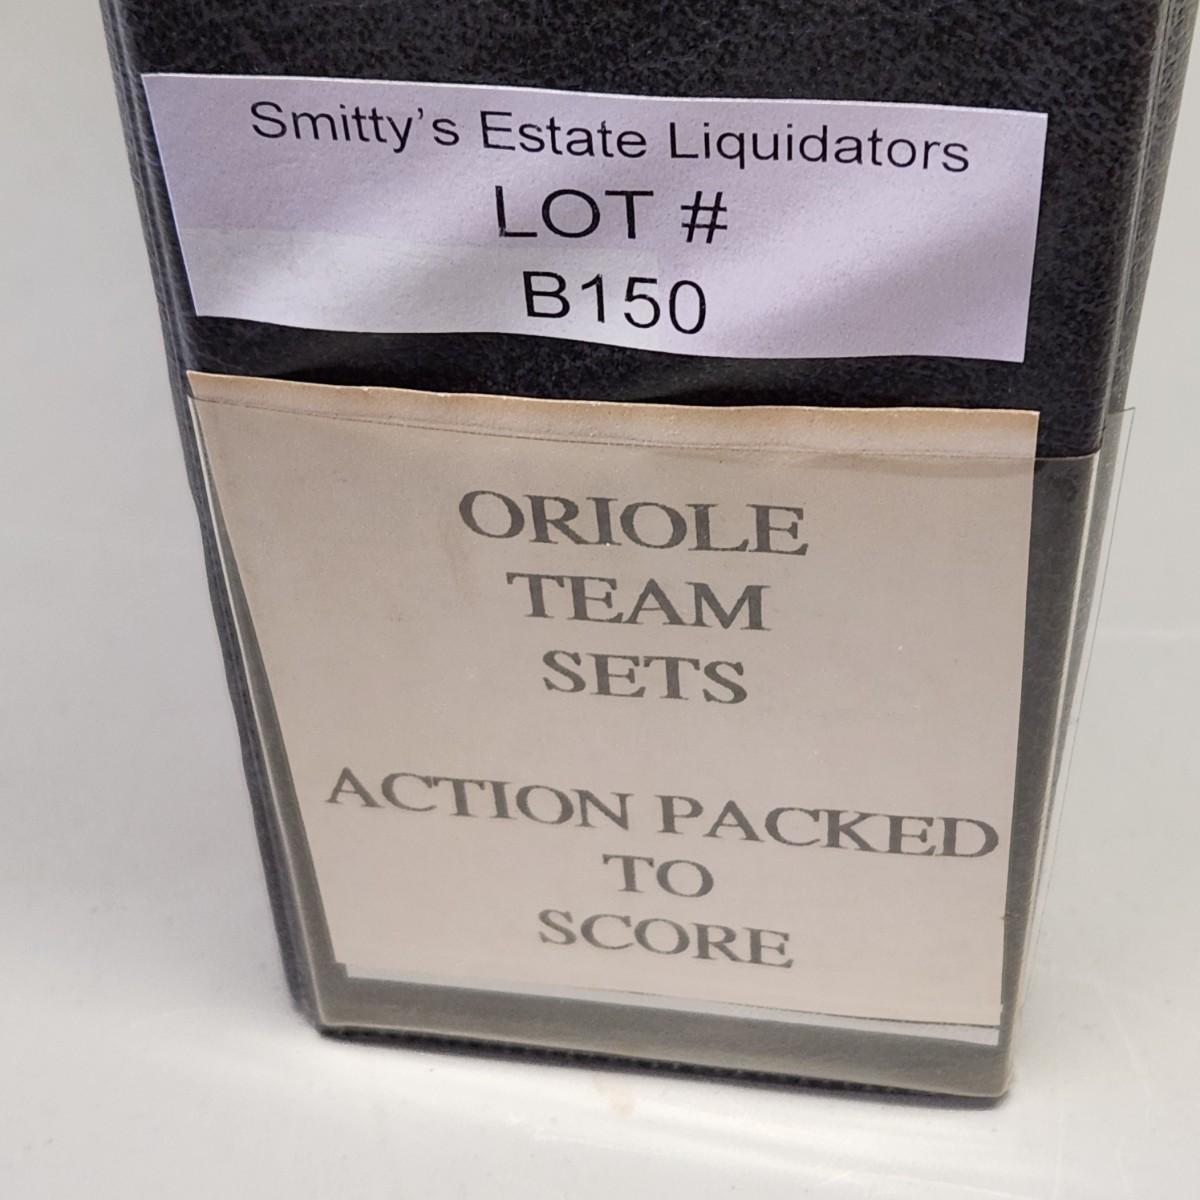 Smitty's Estate Liquidators
LOT #
B150
ORIOLE
TEAM
SETS
ACTION PACKED
TO
SCORE